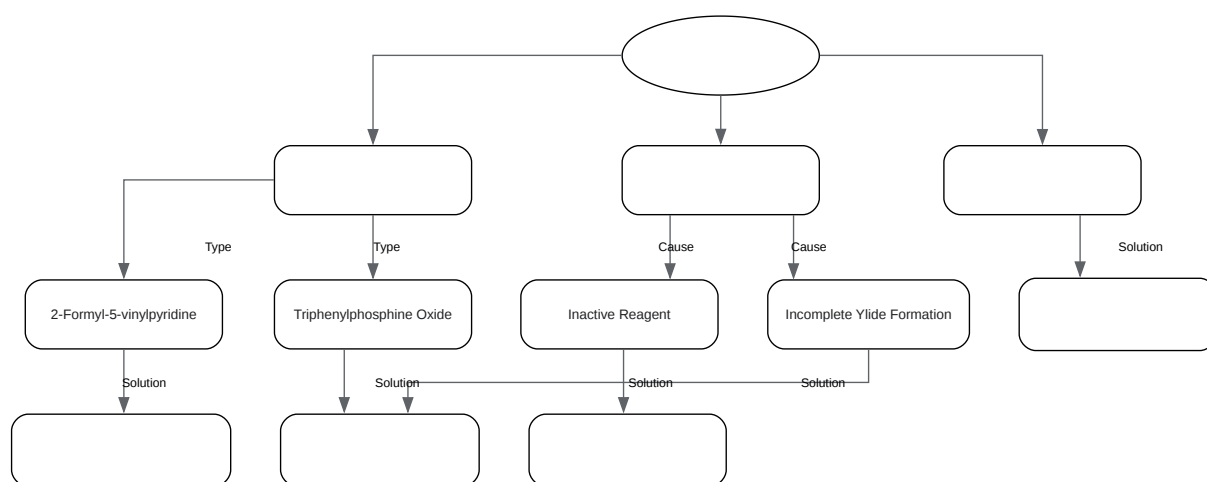 Type
Type
Cause
Cause
Solution
2-Formyl-5-vinylpyridine
Triphenylphosphine Oxide
Inactive Reagent
Incomplete Ylide Formation
Solution
Solution
Solution
Solution